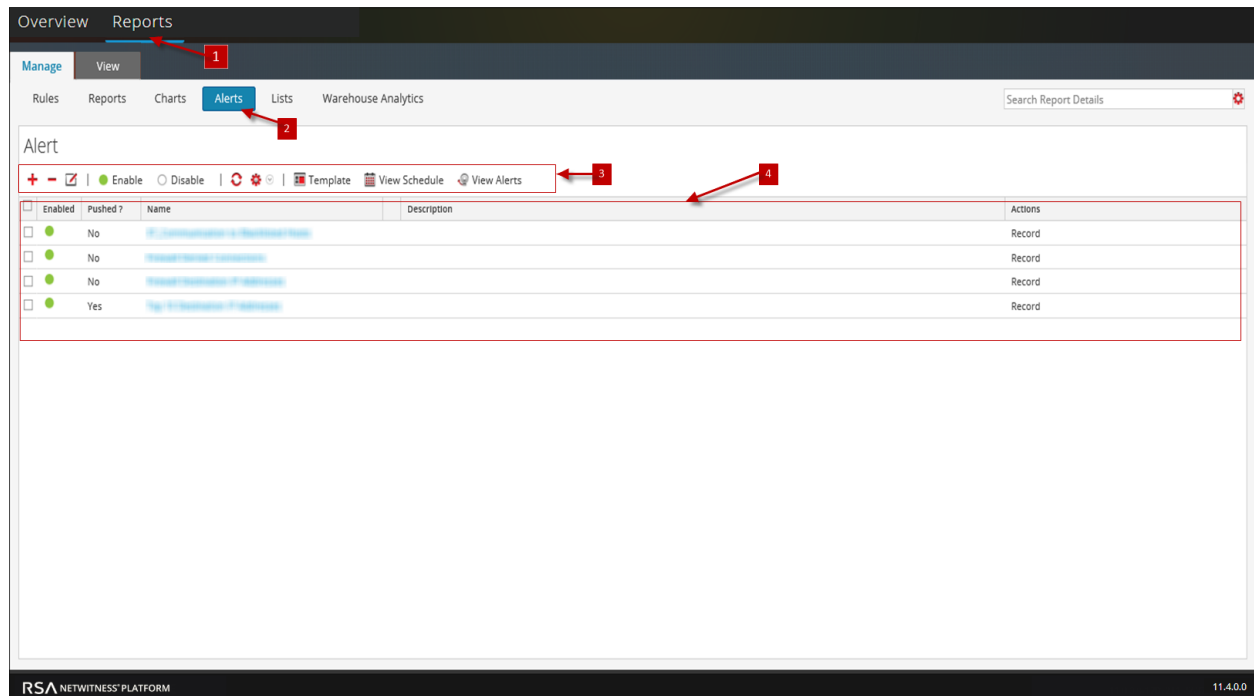 Overview Reports
1
Manage View
Rules Reports Charts Alerts Lists Warehouse Analytics Search Report Details
2
Alert
Enable Disable Template View Schedule View Alerts 3 4
Enabled Pushed ? Name Description Actions
No Record
No Record
No Record
Yes Record
RSA NETWITNESS® PLATFORM 11.4.0.0